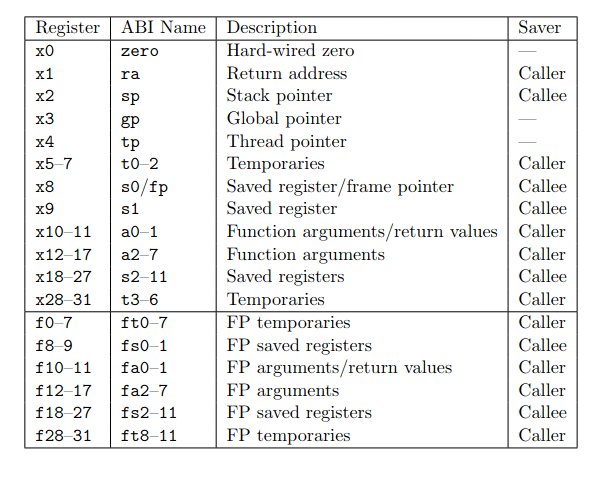 Register ABI Name Description Saver
x0 zero Hard-wired zero —
x1 ra Return address Caller
x2 sp Stack pointer Callee
x3 gp Global pointer —
x4 tp Thread pointer —
x5–7 t0–2 Temporaries Caller
x8 s0/fp Saved register/frame pointer Callee
x9 s1 Saved register Callee
x10–11 a0–1 Function arguments/return values Caller
x12–17 a2–7 Function arguments Caller
x18–27 s2–11 Saved registers Callee
x28–31 t3–6 Temporaries Caller
f0–7 ft0–7 FP temporaries Caller
f8–9 fs0–1 FP saved registers Callee
f10–11 fa0–1 FP arguments/return values Caller
f12–17 fa2–7 FP arguments Caller
f18–27 fs2–11 FP saved registers Callee
f28–31 ft8–11 FP temporaries Caller